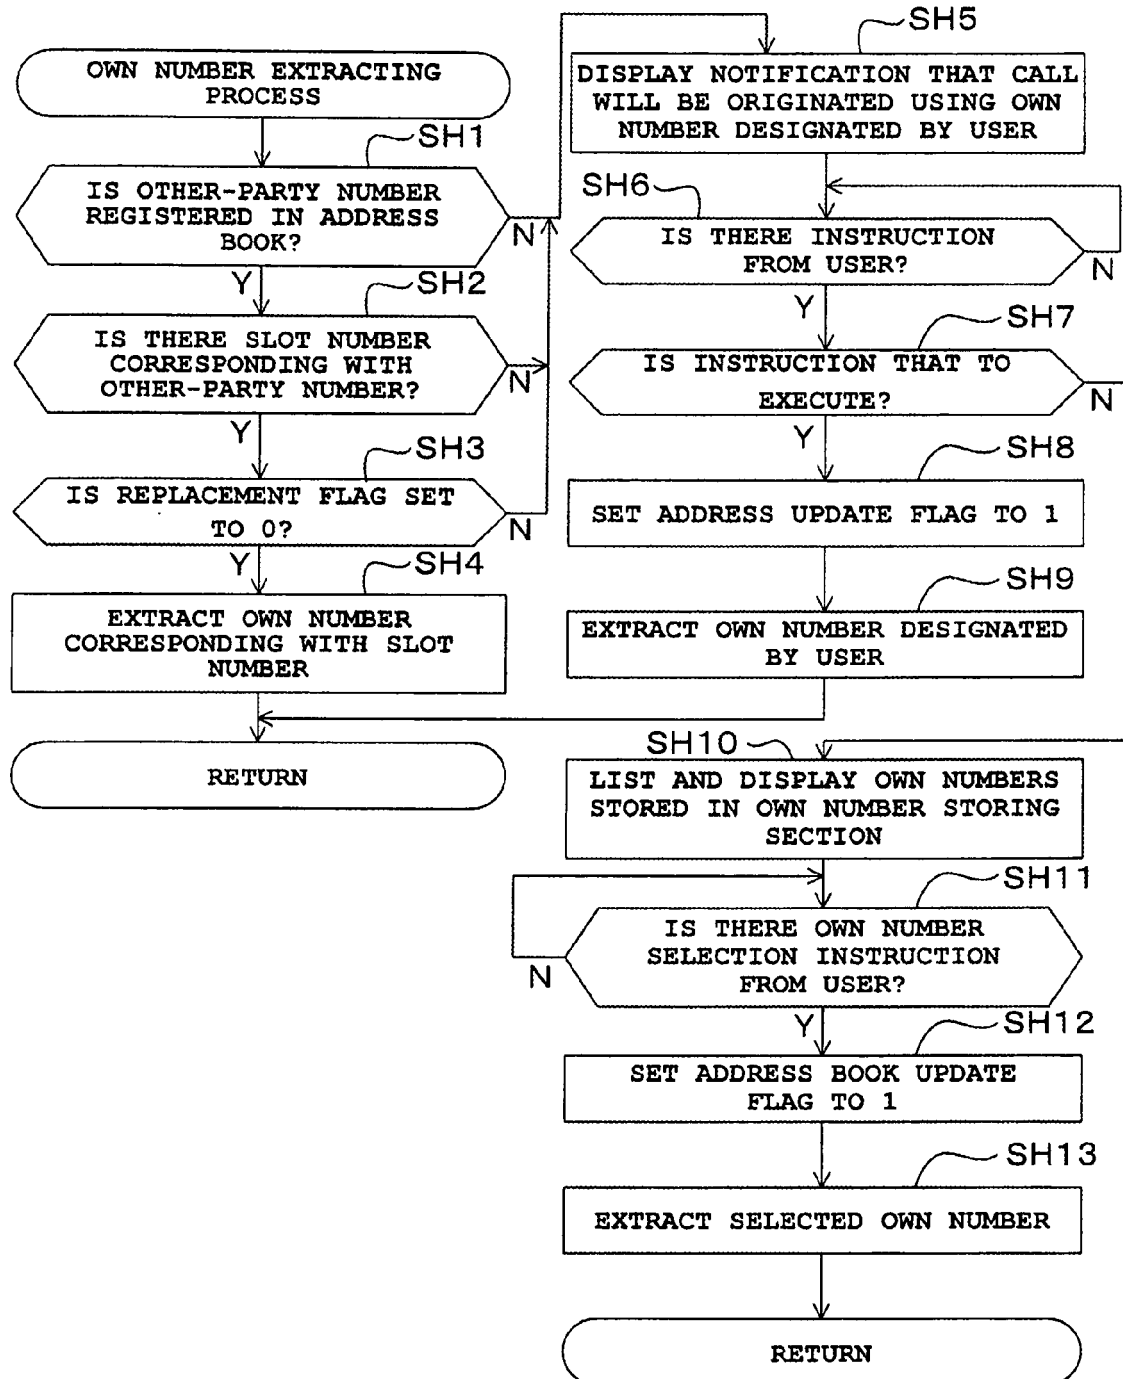 OWN NUMBER EXTRACTING
PROCESS
SH1
IS OTHER-PARTY NUMBER
REGISTERED IN ADDRESS
BOOK?
N
Y
SH2
IS THERE SLOT NUMBER
CORRESPONDING WITH
OTHER-PARTY NUMBER?
N
Y
SH3
IS REPLACEMENT FLAG SET
TO 0?
N
Y
SH4
EXTRACT OWN NUMBER
CORRESPONDING WITH SLOT
NUMBER
RETURN
SH5
DISPLAY NOTIFICATION THAT CALL
WILL BE ORIGINATED USING OWN
NUMBER DESIGNATED BY USER
SH6
IS THERE INSTRUCTION
FROM USER?
N
Y
SH7
IS INSTRUCTION THAT TO
EXECUTE?
N
Y
SH8
SET ADDRESS UPDATE FLAG TO 1
SH9
EXTRACT OWN NUMBER DESIGNATED
BY USER
SH10
LIST AND DISPLAY OWN NUMBERS
STORED IN OWN NUMBER STORING
SECTION
SH11
IS THERE OWN NUMBER
SELECTION INSTRUCTION
FROM USER?
N
Y
SH12
SET ADDRESS BOOK UPDATE
FLAG TO 1
SH13
EXTRACT SELECTED OWN NUMBER
RETURN